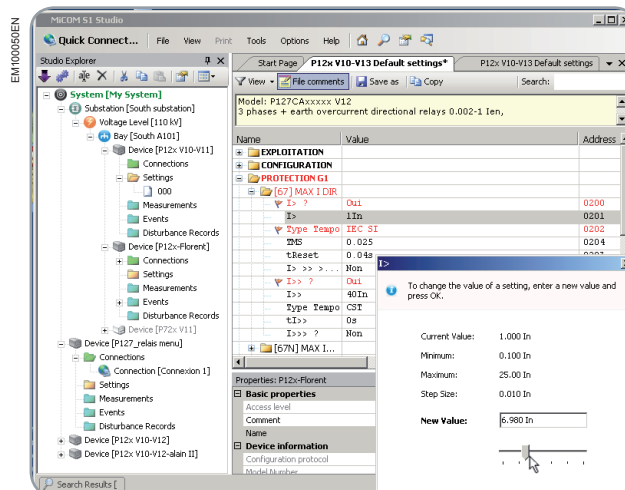 EM100050EN
MiCOM S1 Studio
Quick Connect... File View Print Tools Options Help
Studio Explorer
Start Page P12x V10-V13 Default settings* P12x V10-V13 Default settings
View File comments Save as Copy Search:
Model: P127CAxxxxx V12
3 phases + earth overcurrent directional relays 0.002-1 Ien,
System [My System]
Substation [South substation]
Voltage Level [110 kV]
Bay [South A101]
Device [P12x V10-V11]
Connections
Settings
000
Measurements
Events
Disturbance Records
Device [P12x-Florent]
Connections
Settings
Measurements
Events
Disturbance Records
Device [P72x V11]
Device [P127_relais menu]
Connections
Connection [Connexion 1]
Settings
Measurements
Events
Disturbance Records
Device [P12x V10-V12]
Device [P12x V10-V12-alain II]
Search Results [
Name Value Address
EXPLOITATION
CONFIGURATION
PROTECTION G1
[67] MAX I DIR
I> ? Oui 0200
I> 1In 0201
Type Tempo IEC SI 0202
TMS 0.025 0204
tReset 0.04s
I> >> >... Non
I>> ? Oui
I>> 40In
Type Tempo CST
tI>> 0s
I>>> ? Non
[67N] MAX I...
Properties: P12x-Florent
Basic properties
Access level
Comment
Name
Device information
Configuration protocol
Model Number
I>
To change the value of a setting, enter a new value and
press OK.
Current Value: 1.000 In
Minimum: 0.100 In
Maximum: 25.00 In
Step Size: 0.010 In
New Value: 6.980 In